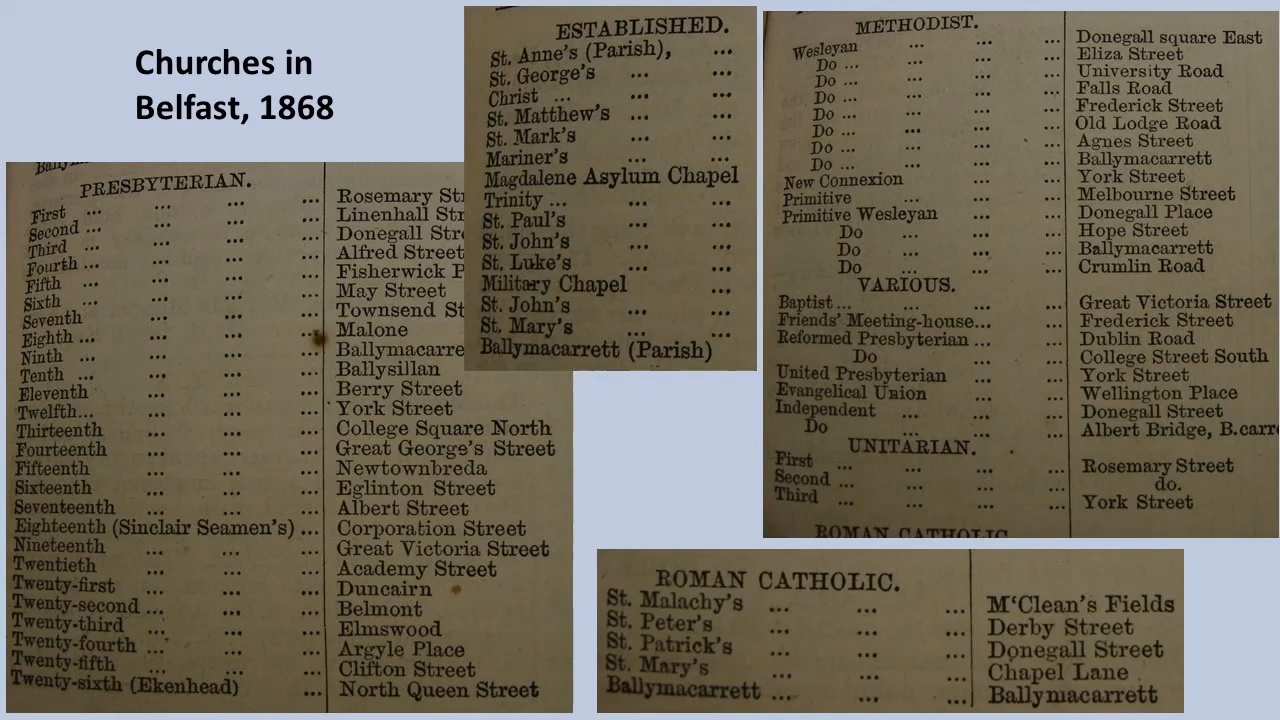 Churches in
Belfast, 1868
PRESBYTERIAN.
First ... ... ... ... Rosemary
Second ... ... ... ... Linenhall
Third ... ... ... ... Donegall
Fourth ... ... ... ... Alfred Street
Fifth ... ... ... ... Fisherwick
Sixth ... ... ... ... May Street
Seventh ... ... ... Townsend
Eighth ... ... ... ... Malone
Ninth ... ... ... Ballymacarre
Tenth ... ... ... ... Ballysillan
Eleventh ... ... ... Berry Street
Twelfth... ... ... ... York Street
Thirteenth ... ... ... College Square North
Fourteenth ... ... ... Great George's Street
Fifteenth ... ... ... Newtownbreda
Sixteenth ... ... ... Eglinton Street
Seventeenth ... ... ... Albert Street
Eighteenth (Sinclair Seamen's) ... Corporation Street
Nineteenth ... ... ... Great Victoria Street
Twentieth ... ... ... Academy Street
Twenty-first ... ... ... Duncairn
Twenty-second ... ... ... Belmont
Twenty-third ... ... ... Elmswood
Twenty-fourth ... ... ... Argyle Place
Twenty-fifth ... ... ... Clifton Street
Twenty-sixth (Ekenhead) ... North Queen Street
ESTABLISHED.
St. Anne's (Parish), ...
St. George's ... ...
Christ ... ... ...
St. Matthew's ... ...
St. Mark's ... ...
Mariner's ... ...
Magdalene Asylum Chapel
Trinity ... ... ...
St. Paul's ... ...
St. John's ... ...
St. Luke's ... ...
Military Chapel ...
St. John's ... ...
St. Mary's ... ...
Ballymacarrett (Parish)
METHODIST.
Wesleyan ... ... ... Donegall square East
Do ... ... ... Eliza Street
Do ... ... ... University Road
Do ... ... ... Falls Road
Do ... ... ... Frederick Street
Do ... ... ... Old Lodge Road
Do ... ... ... Agnes Street
Do ... ... ... Ballymacarrett
New Connexion ... ... York Street
Primitive ... ... Melbourne Street
Primitive Wesleyan ... ... Donegall Place
Do ... ... ... Hope Street
Do ... ... ... Ballymacarrett
Do ... ... ... Crumlin Road
VARIOUS.
Baptist ... ... ... ... Great Victoria Street
Friends' Meeting-house... ... Frederick Street
Reformed Presbyterian ... ... Dublin Road
Do ... ... College Street South
United Presbyterian ... ... York Street
Evangelical Union ... ... Wellington Place
Independent ... ... ... Donegall Street
Do ... ... ... Albert Bridge, B.carr
UNITARIAN.
First ... ... ... ... Rosemary Street
Second ... ... ... ... do.
Third ... ... ... ... York Street
ROMAN CATHOLIC
ROMAN CATHOLIC.
St. Malachy's ... ... ... M‘Clean's Fields
St. Peter's ... ... ... Derby Street
St. Patrick's ... ... ... Donegall Street
St. Mary's ... ... ... Chapel Lane
Ballymacarrett ... ... ... Ballymacarrett